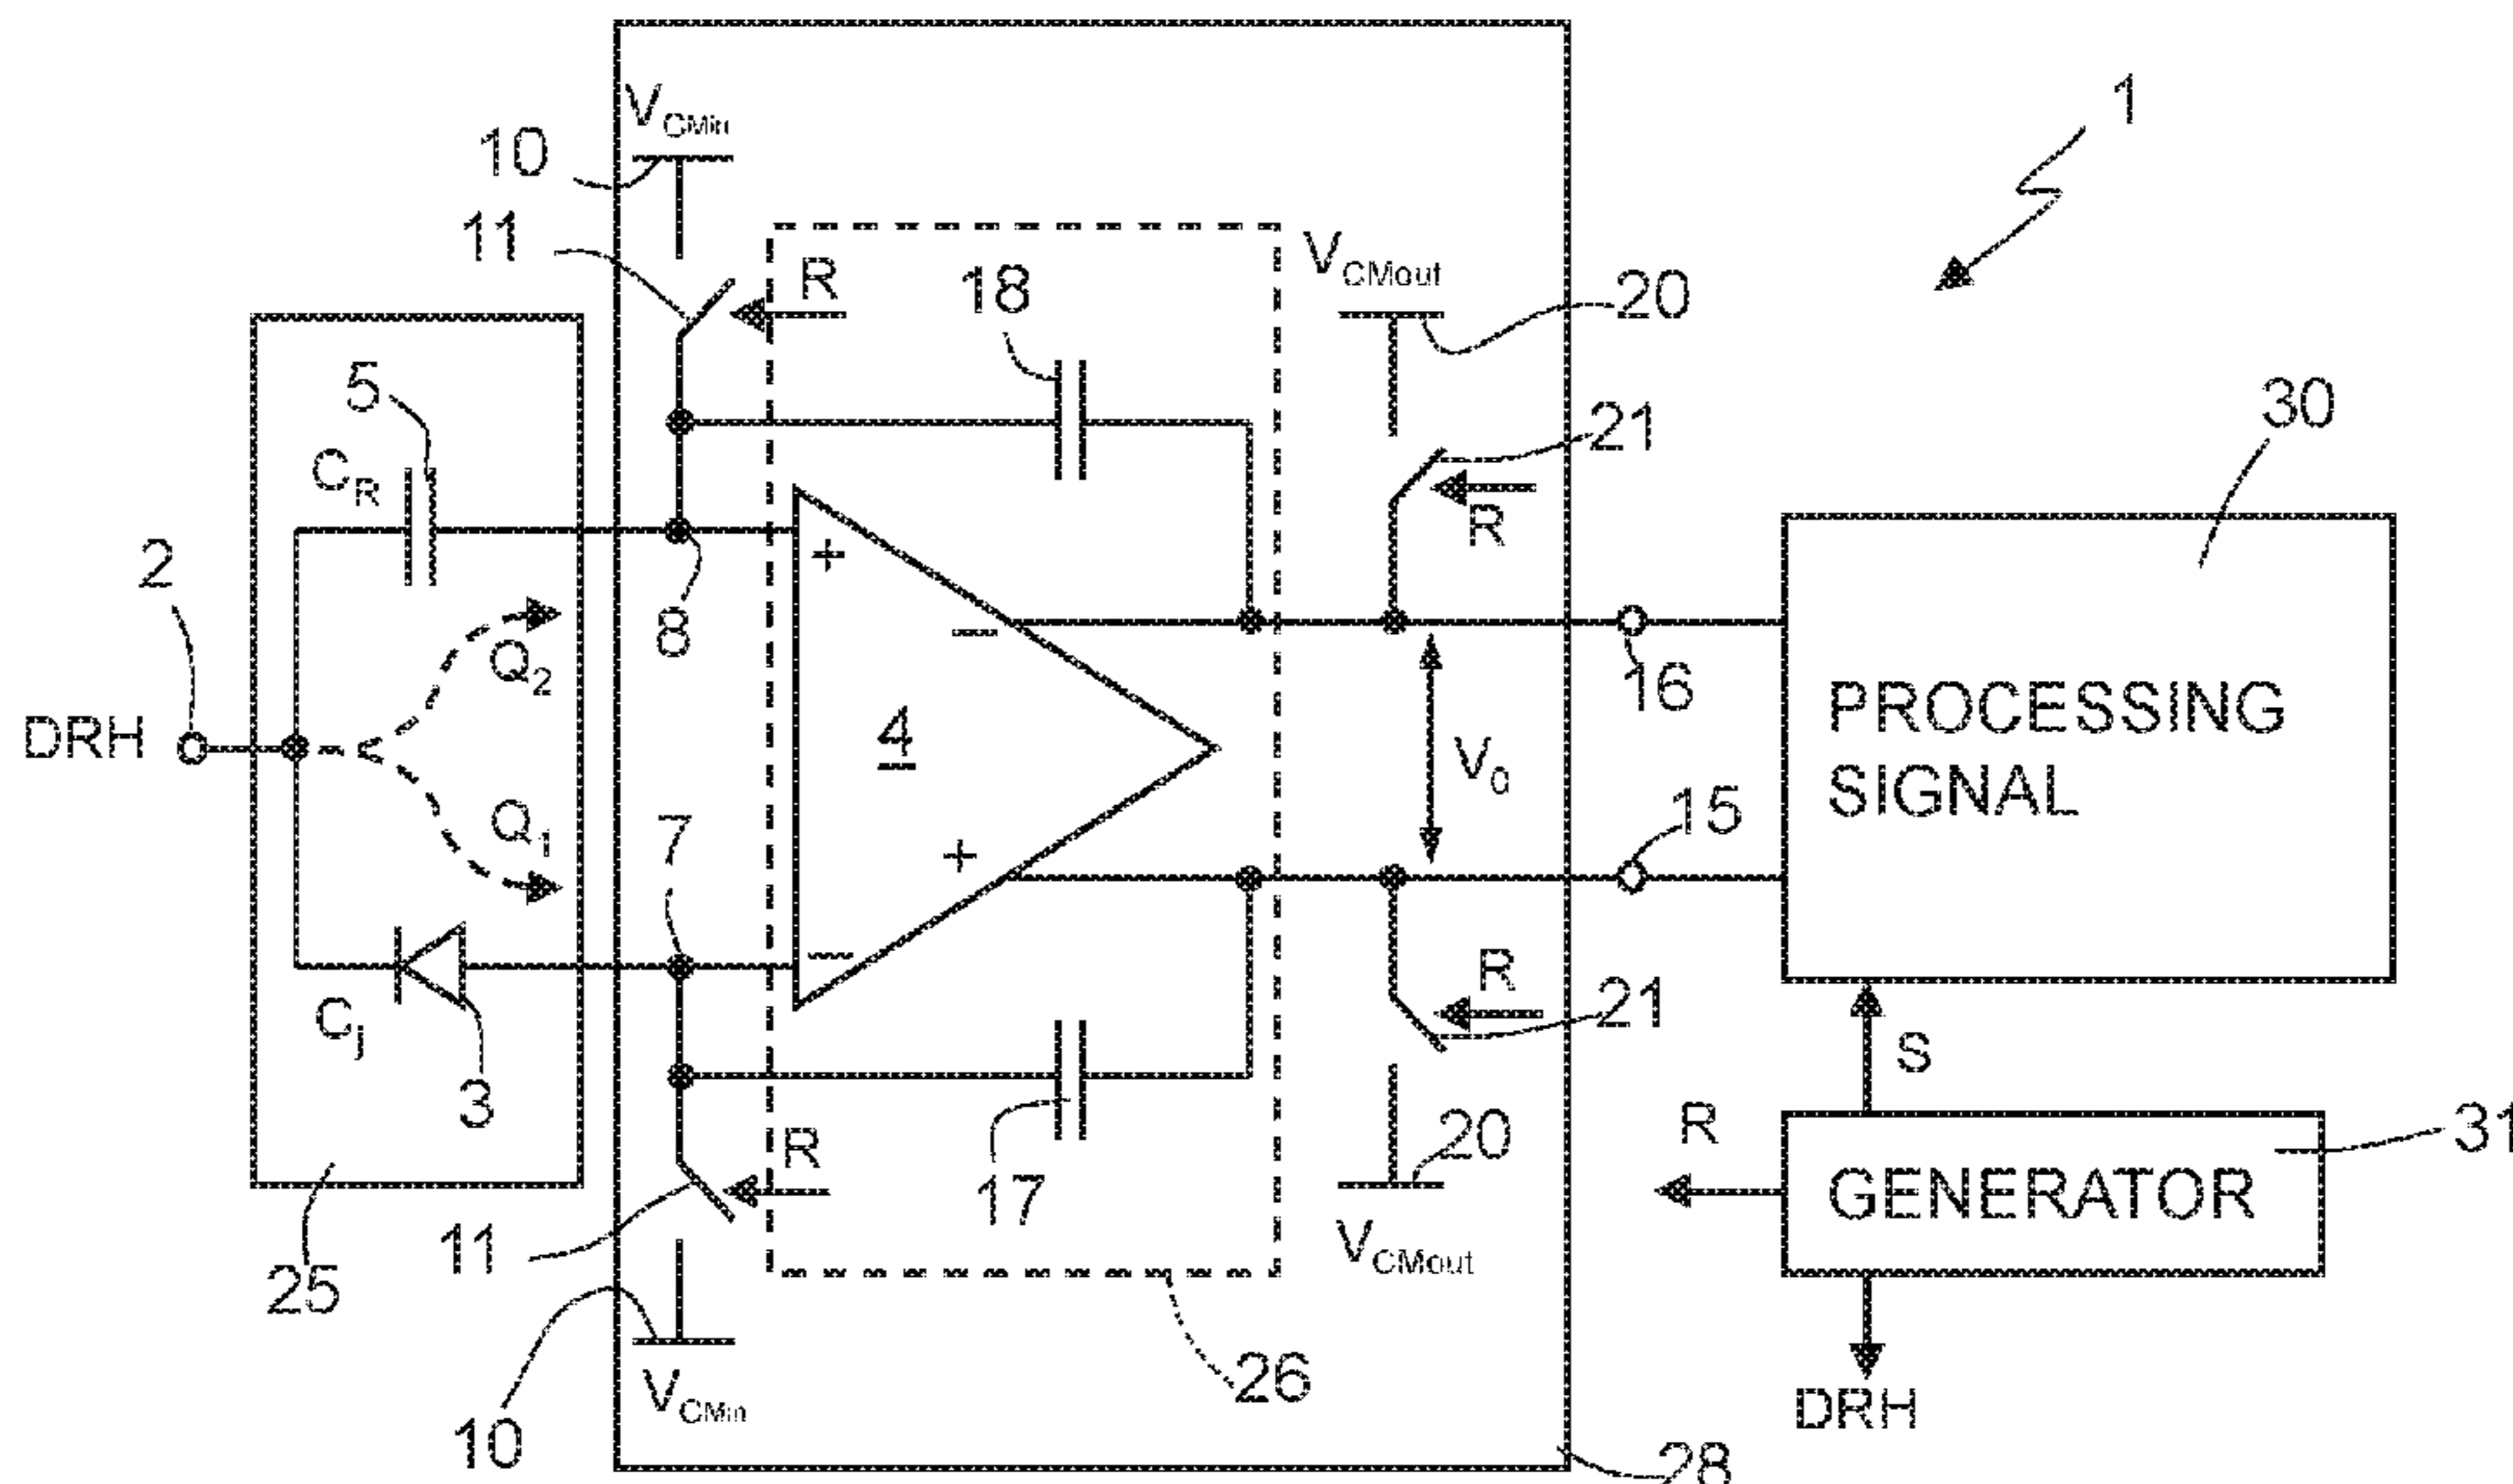 V_CMin
10
11
R
18
V_CMout
20
1
5
C_R
21
30
R
2
+
8
Q_2
−
16
DRH
4
V_0
PROCESSING
SIGNAL
Q_1
7
+
15
−
C_j
3
R
21
S
17
R
20
R
GENERATOR
31
11
25
V_CMout
26
10
V_CMin
DRH
28